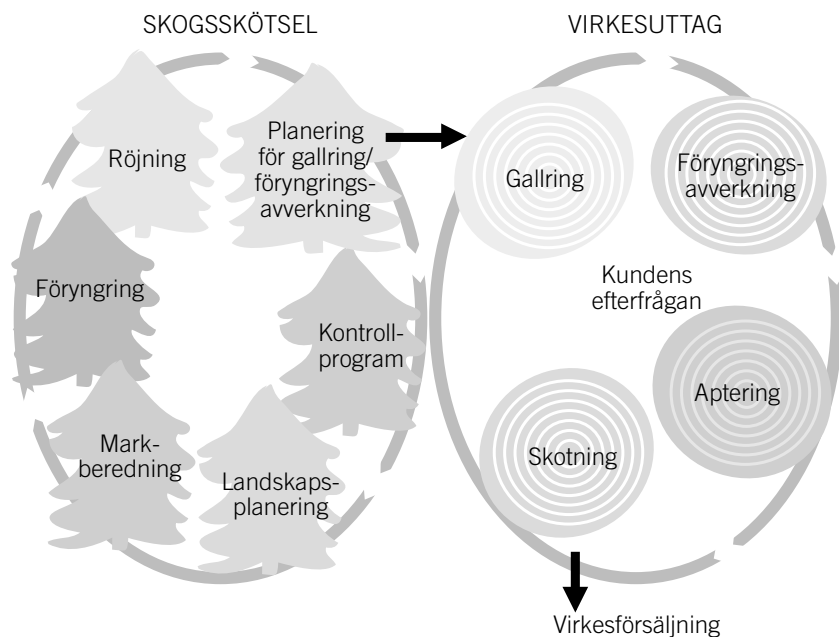 SKOGSSKÖTSEL
Röjning
Planering
för gallring/
föryngrings-
avverkning
Föryngring
Kontroll-
program
Mark-
beredning
Landskaps-
planering
VIRKESUTTAG
Gallring
Föryngrings-
avverkning
Kundens
efterfrågan
Aptering
Skotning
Virkesförsäljning